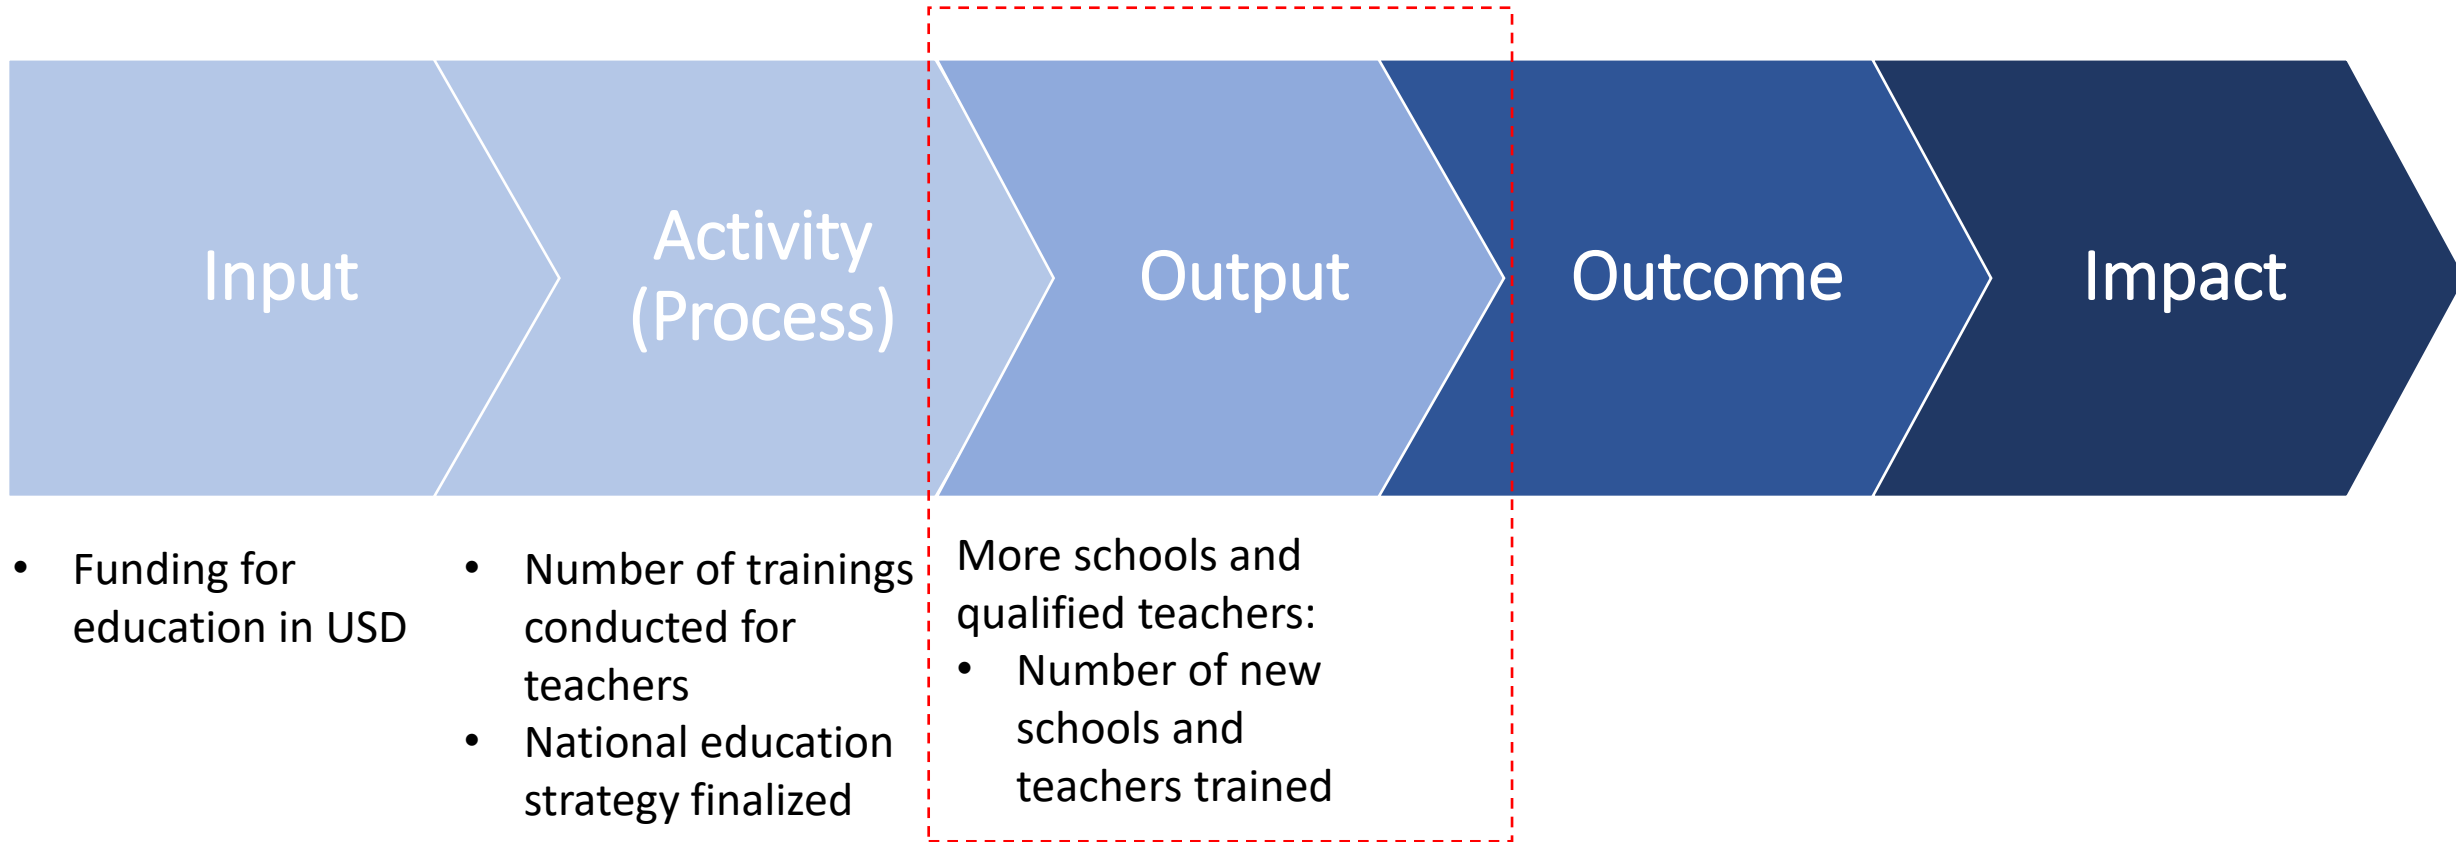 Input
Activity
(Process)
Output
Outcome
Impact
• Funding for
education in USD
• Number of trainings
conducted for
teachers
• National education
strategy finalized
More schools and
qualified teachers:
• Number of new
schools and
teachers trained